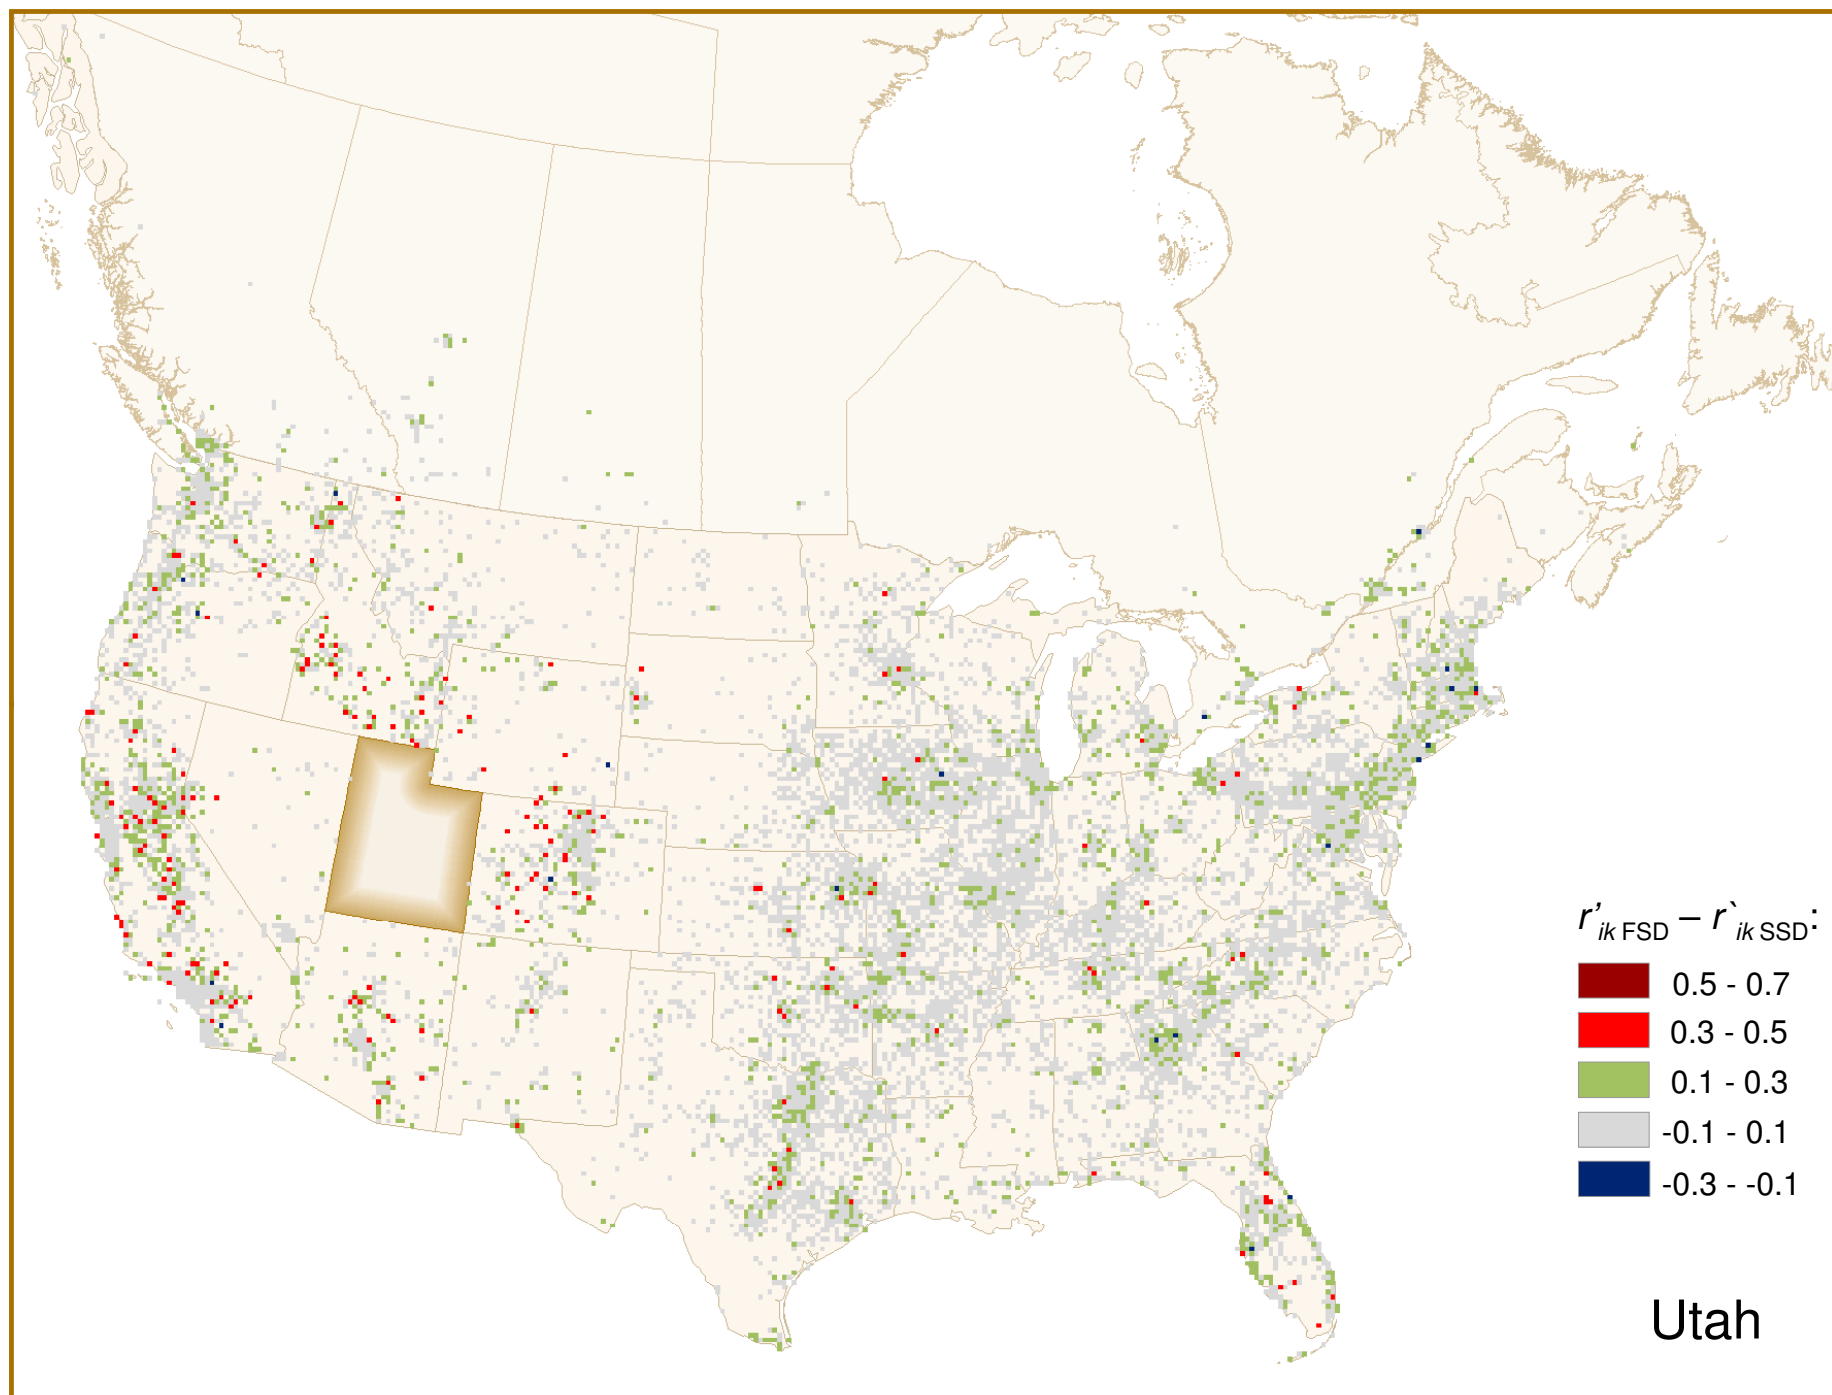 r’ik FSD – r`ik SSD:
0.5 - 0.7
0.3 - 0.5
0.1 - 0.3
-0.1 - 0.1
-0.3 - -0.1
Utah